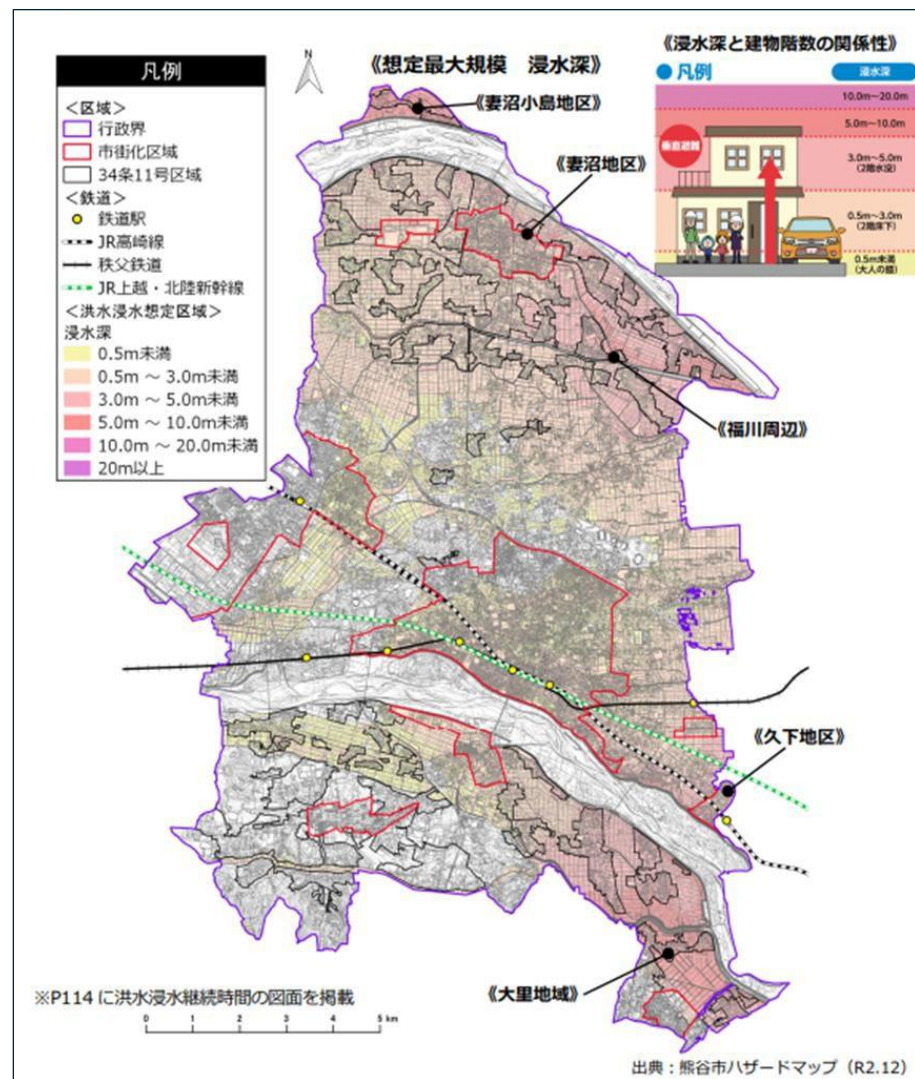 凡例
＜区域＞
行政界
市街化区域
34条11号区域
＜鉄道＞
鉄道駅
JR高崎線
秩父鉄道
JR上越・北陸新幹線
＜洪水浸水想定区域＞
浸水深
0.5m未満
0.5m ～ 3.0m未満
3.0m ～ 5.0m未満
5.0m ～ 10.0m未満
10.0m ～ 20.0m未満
20m以上
N
《想定最大規模　浸水深》
《妻沼小島地区》
《妻沼地区》
《福川周辺》
《久下地区》
《大里地域》
《浸水深と建物階数の関係性》
凡例
浸水深
10.0m～20.0m
5.0m～10.0m
垂直避難
3.0m～5.0m
(2階水没)
0.5m～3.0m
(2階床下)
0.5m未満
(大人の膝)
※P114 に洪水浸水継続時間の図面を掲載
0 1 2 3 4 5 km
出典：熊谷市ハザードマップ（R2.12）